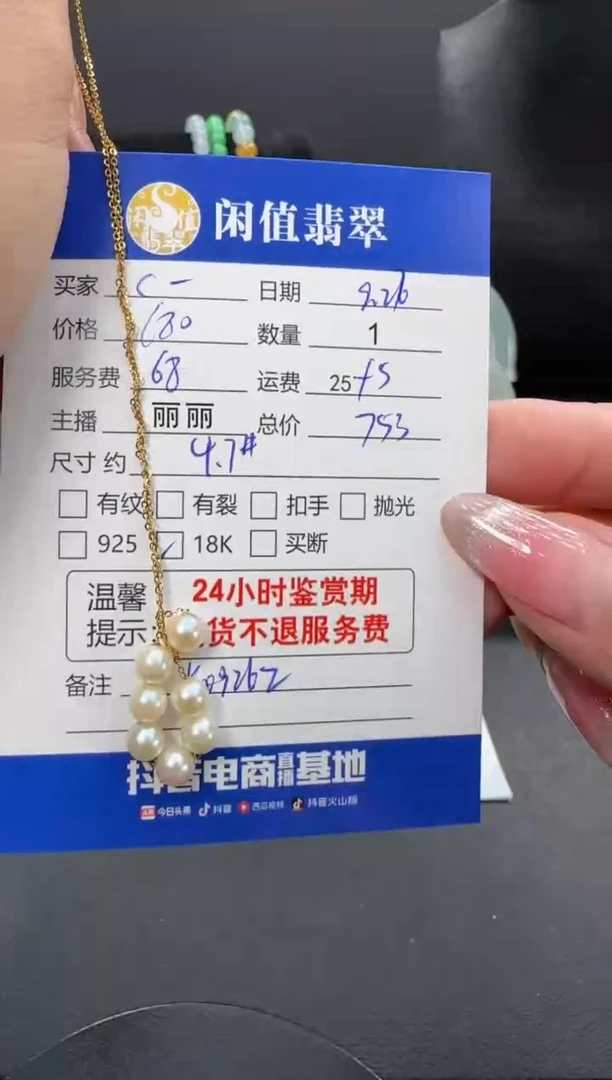 闲值翡翠
买家 C一 日期 9.26
价格 680 数量 1
服务费 68 运费 25+5
主播 丽丽 总价 753
尺寸 约 4.7#
有纹 有裂 扣手 抛光
925 ✓ 18K 买断
温馨 24小时鉴赏期
提示: 货不退服务费
备注
抖音电商直播基地
今日头条 抖音 西瓜视频 抖音火山版